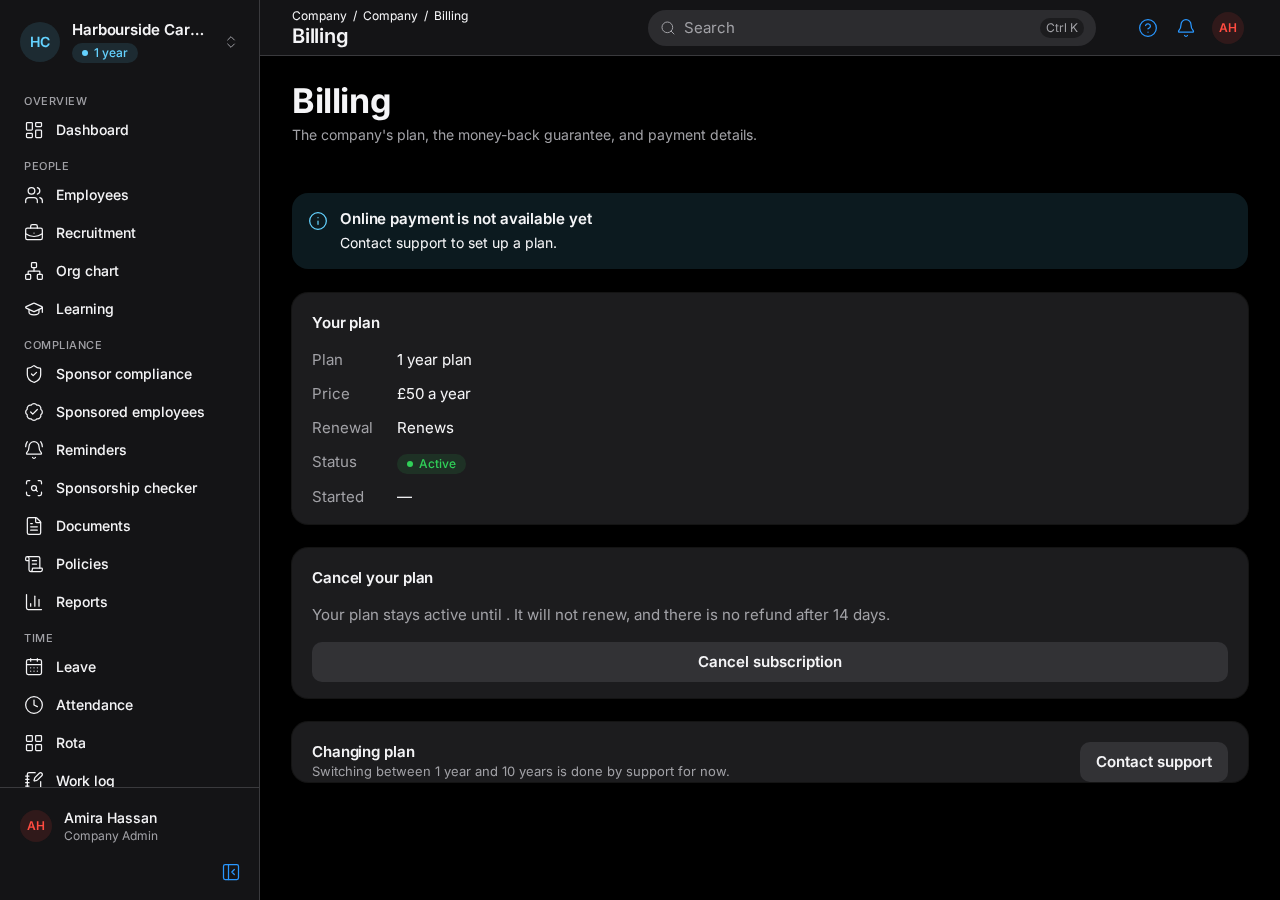 HC
Harbourside Car...
1 year
OVERVIEW
Dashboard
PEOPLE
Employees
Recruitment
Org chart
Learning
COMPLIANCE
Sponsor compliance
Sponsored employees
Reminders
Sponsorship checker
Documents
Policies
Reports
TIME
Leave
Attendance
Rota
Work log
AH
Amira Hassan
Company Admin
Company / Company / Billing
Billing
Search
Ctrl K
AH
Billing
The company's plan, the money-back guarantee, and payment details.
Online payment is not available yet
Contact support to set up a plan.
Your plan
Plan 1 year plan
Price £50 a year
Renewal Renews
Status Active
Started —
Cancel your plan
Your plan stays active until . It will not renew, and there is no refund after 14 days.
Cancel subscription
Changing plan
Switching between 1 year and 10 years is done by support for now.
Contact support